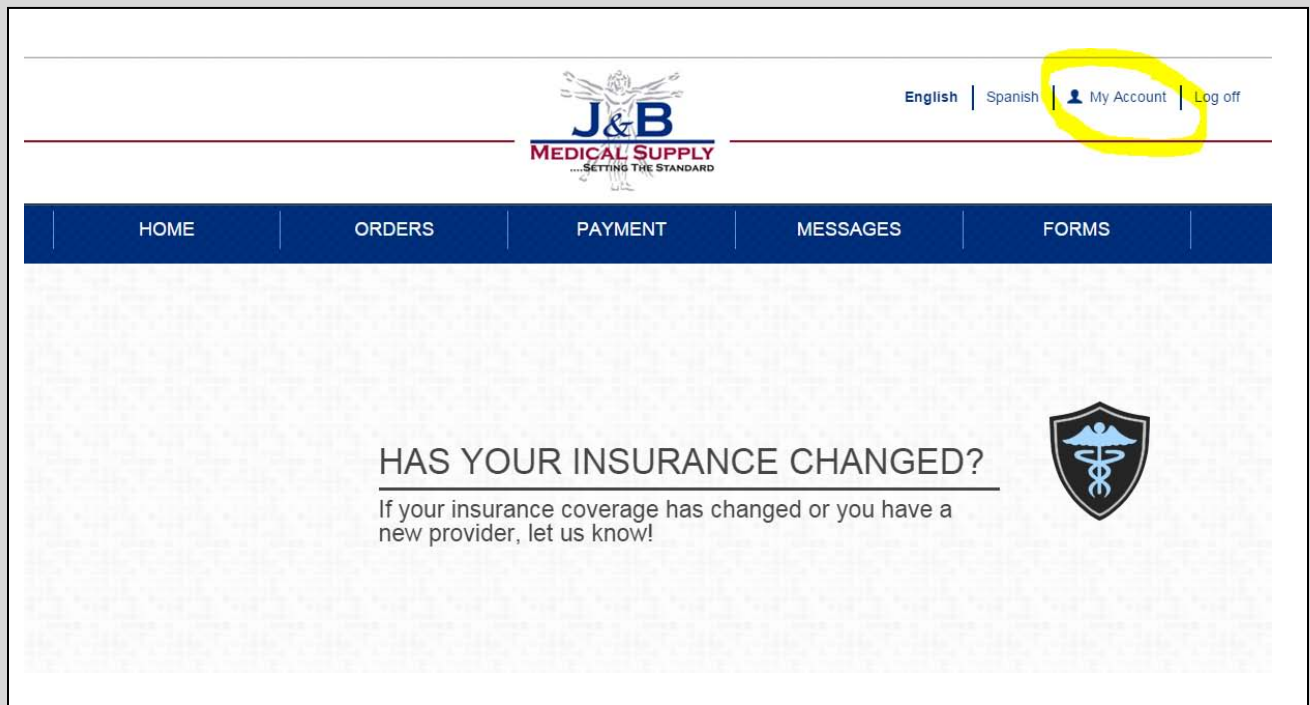 English | Spanish | My Account | Log off
J&B
MEDICAL SUPPLY
....SETTING THE STANDARD
HOME ORDERS PAYMENT MESSAGES FORMS
HAS YOUR INSURANCE CHANGED?
If your insurance coverage has changed or you have a
new provider, let us know!